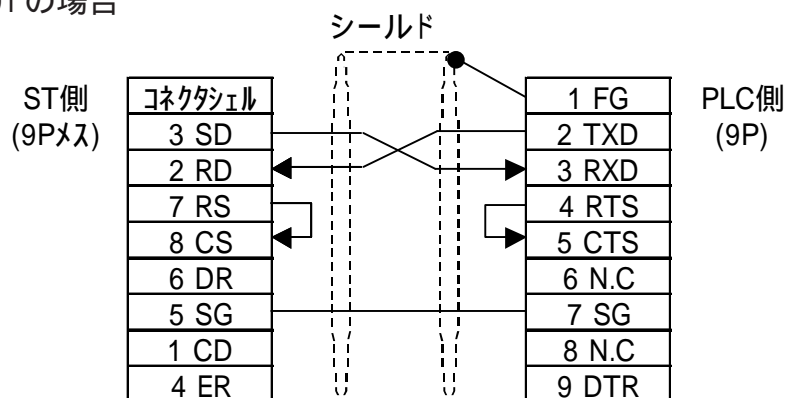 の場合
シールド
ST側
(9Pメス)
コネクタシェル
3 SD
2 RD
7 RS
8 CS
6 DR
5 SG
1 CD
4 ER
1 FG
2 TXD
3 RXD
4 RTS
5 CTS
6 N.C
7 SG
8 N.C
9 DTR
PLC側
(9P)